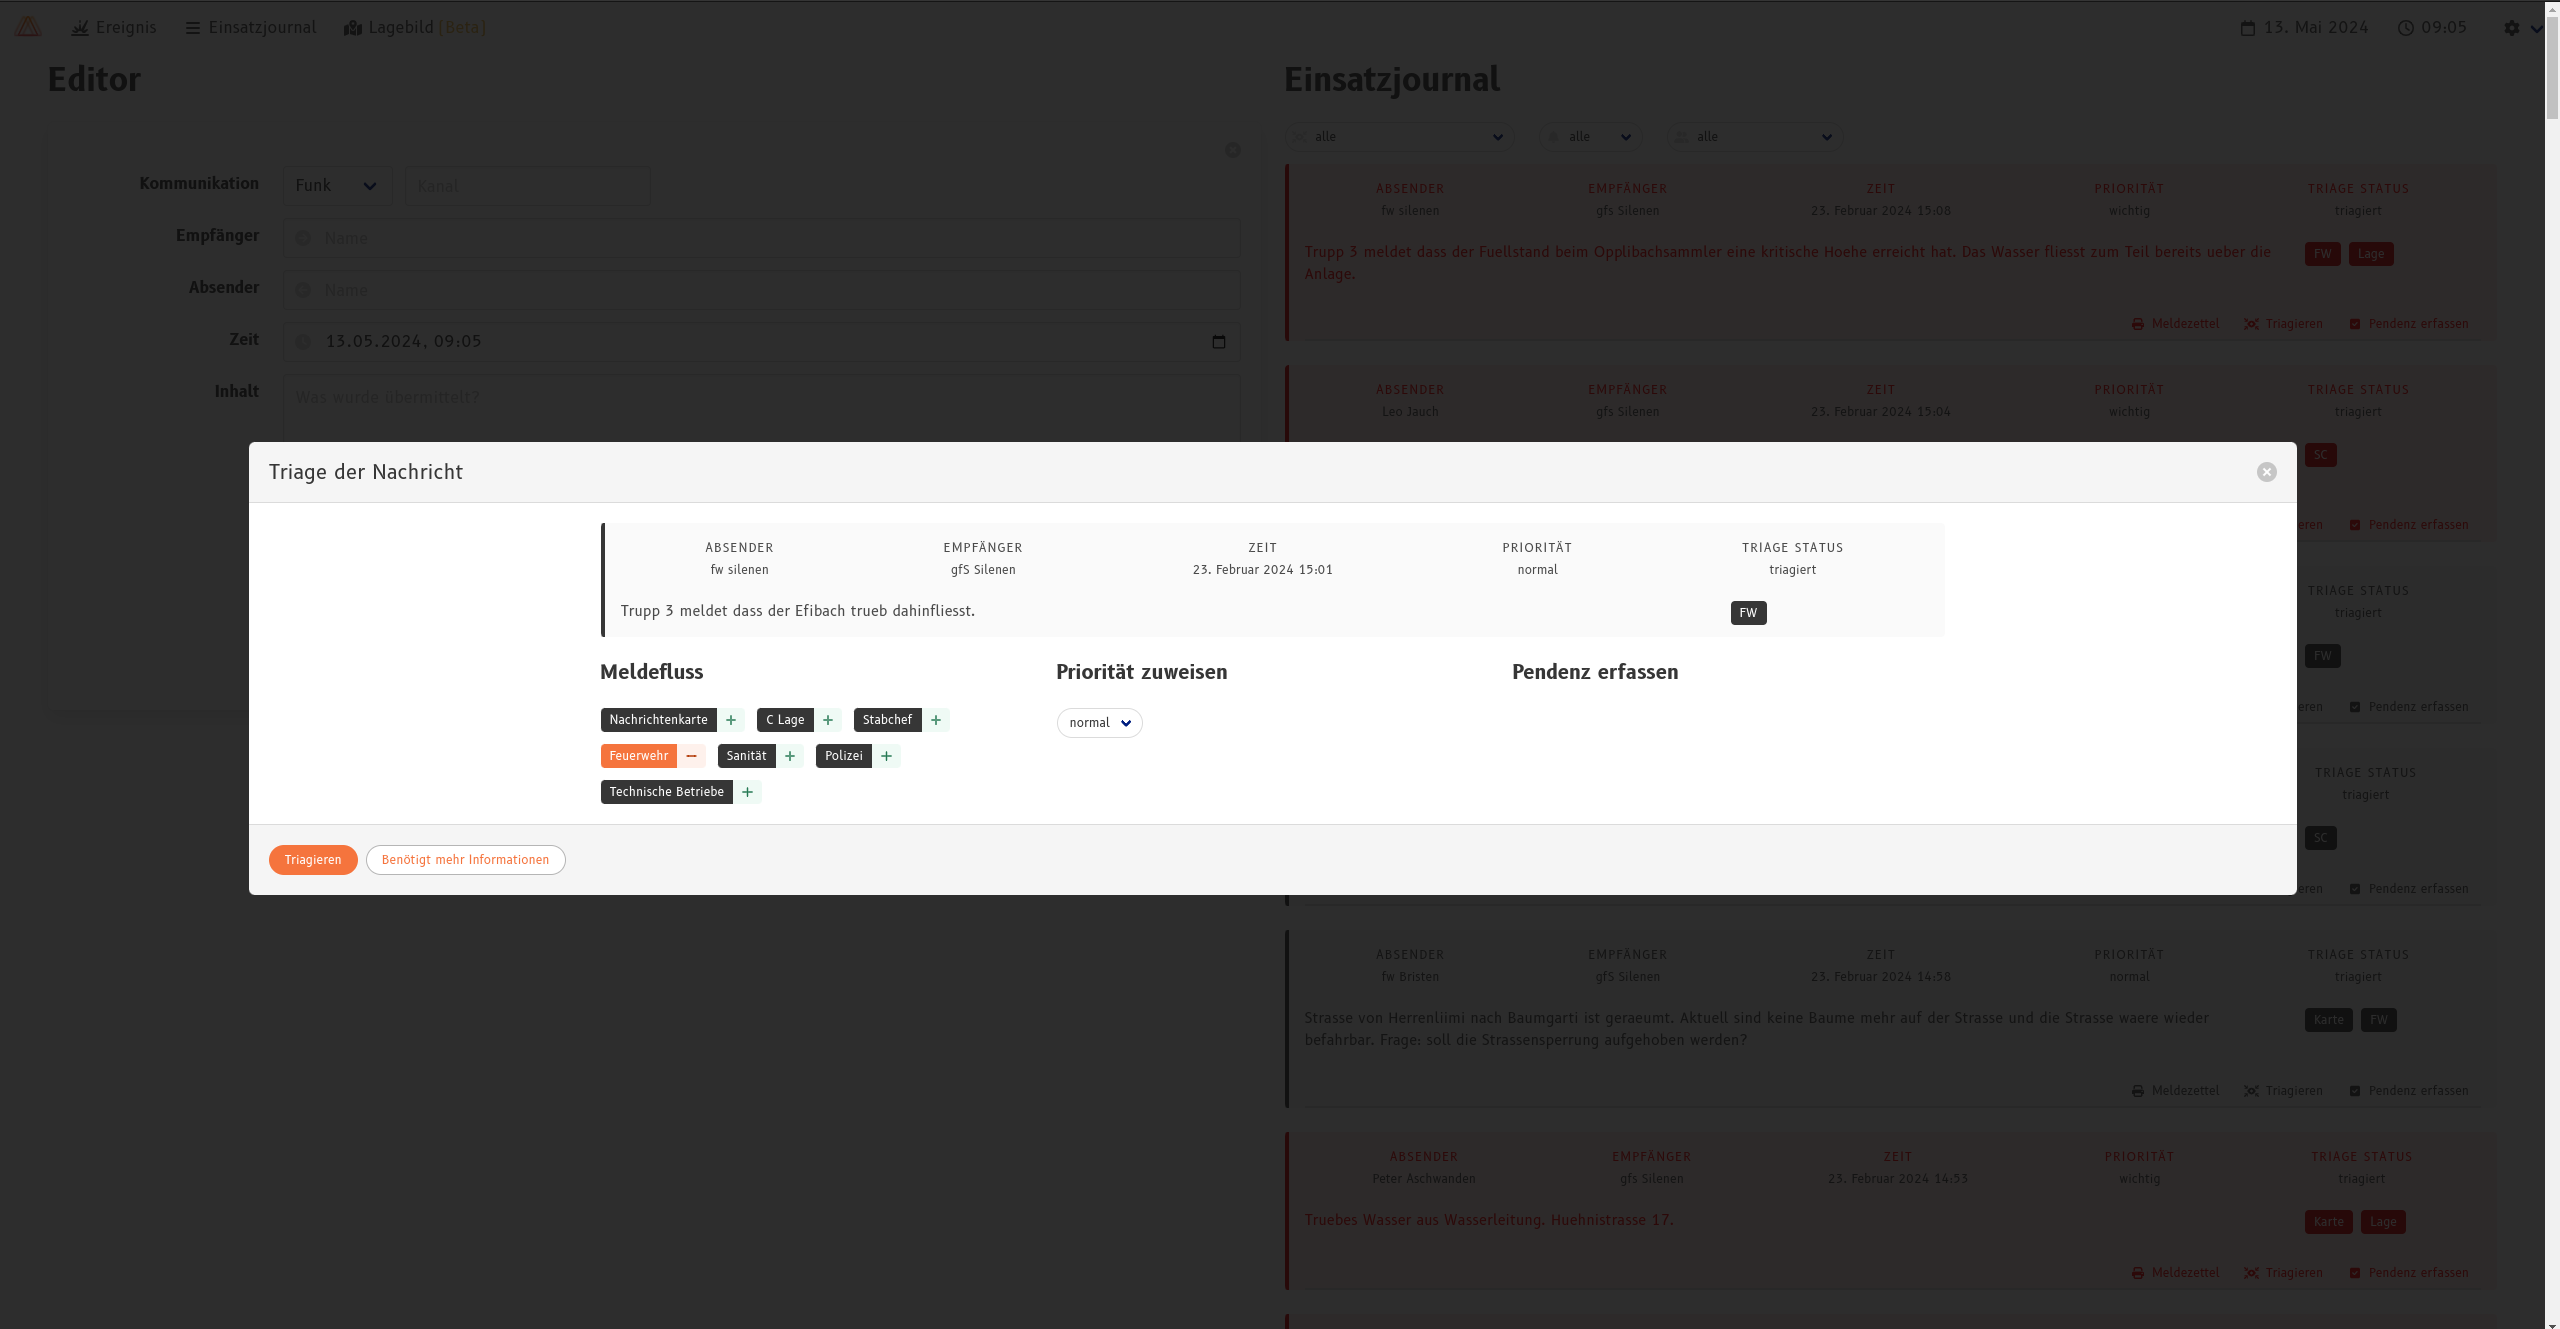 Ereignis Einsatzjournal Lagebild [Beta] 13. Mai 2024 09:05
Editor
Kommunikation Funk Kanal
Empfänger Name
Absender Name
Zeit 13.05.2024, 09:05
Inhalt Was wurde übermittelt?
Einsatzjournal
alle alle alle
ABSENDER EMPFÄNGER ZEIT PRIORITÄT TRIAGE STATUS
fw silenen gfs Silenen 23. Februar 2024 15:08 wichtig triagiert
Trupp 3 meldet dass der Fuellstand beim Opplibachsammler eine kritische Hoehe erreicht hat. Das Wasser fliesst zum Teil bereits ueber die
Anlage.
FW Lage
Meldezettel Triagieren Pendenz erfassen
ABSENDER EMPFÄNGER ZEIT PRIORITÄT TRIAGE STATUS
Leo Jauch gfs Silenen 23. Februar 2024 15:04 wichtig triagiert
SC
eren Pendenz erfassen
TRIAGE STATUS
triagiert
FW
eren Pendenz erfassen
TRIAGE STATUS
triagiert
SC
eren Pendenz erfassen
Triage der Nachricht
ABSENDER EMPFÄNGER ZEIT PRIORITÄT TRIAGE STATUS
fw silenen gfS Silenen 23. Februar 2024 15:01 normal triagiert
Trupp 3 meldet dass der Efibach trueb dahinfliesst. FW
Meldefluss Priorität zuweisen Pendenz erfassen
Nachrichtenkarte + C Lage + Stabchef + normal
Feuerwehr − Sanität + Polizei +
Technische Betriebe +
Triagieren Benötigt mehr Informationen
ABSENDER EMPFÄNGER ZEIT PRIORITÄT TRIAGE STATUS
fw Bristen gfS Silenen 23. Februar 2024 14:58 normal triagiert
Strasse von Herrenliimi nach Baumgarti ist geraeumt. Aktuell sind keine Baume mehr auf der Strasse und die Strasse waere wieder
befahrbar. Frage: soll die Strassensperrung aufgehoben werden?
Karte FW
Meldezettel Triagieren Pendenz erfassen
ABSENDER EMPFÄNGER ZEIT PRIORITÄT TRIAGE STATUS
Peter Aschwanden gfs Silenen 23. Februar 2024 14:53 wichtig triagiert
Truebes Wasser aus Wasserleitung. Huehnistrasse 17.
Karte Lage
Meldezettel Triagieren Pendenz erfassen